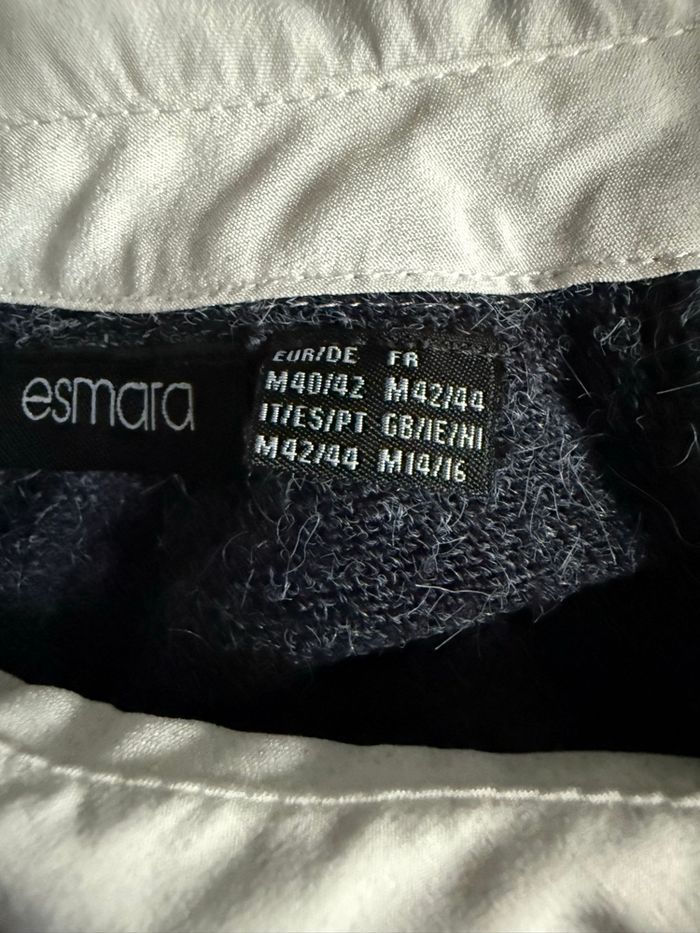 esmara
EUR/DE FR
M40/42 M42/44
IT/ES/PT GB/IE/NI
M42/44 M14/16